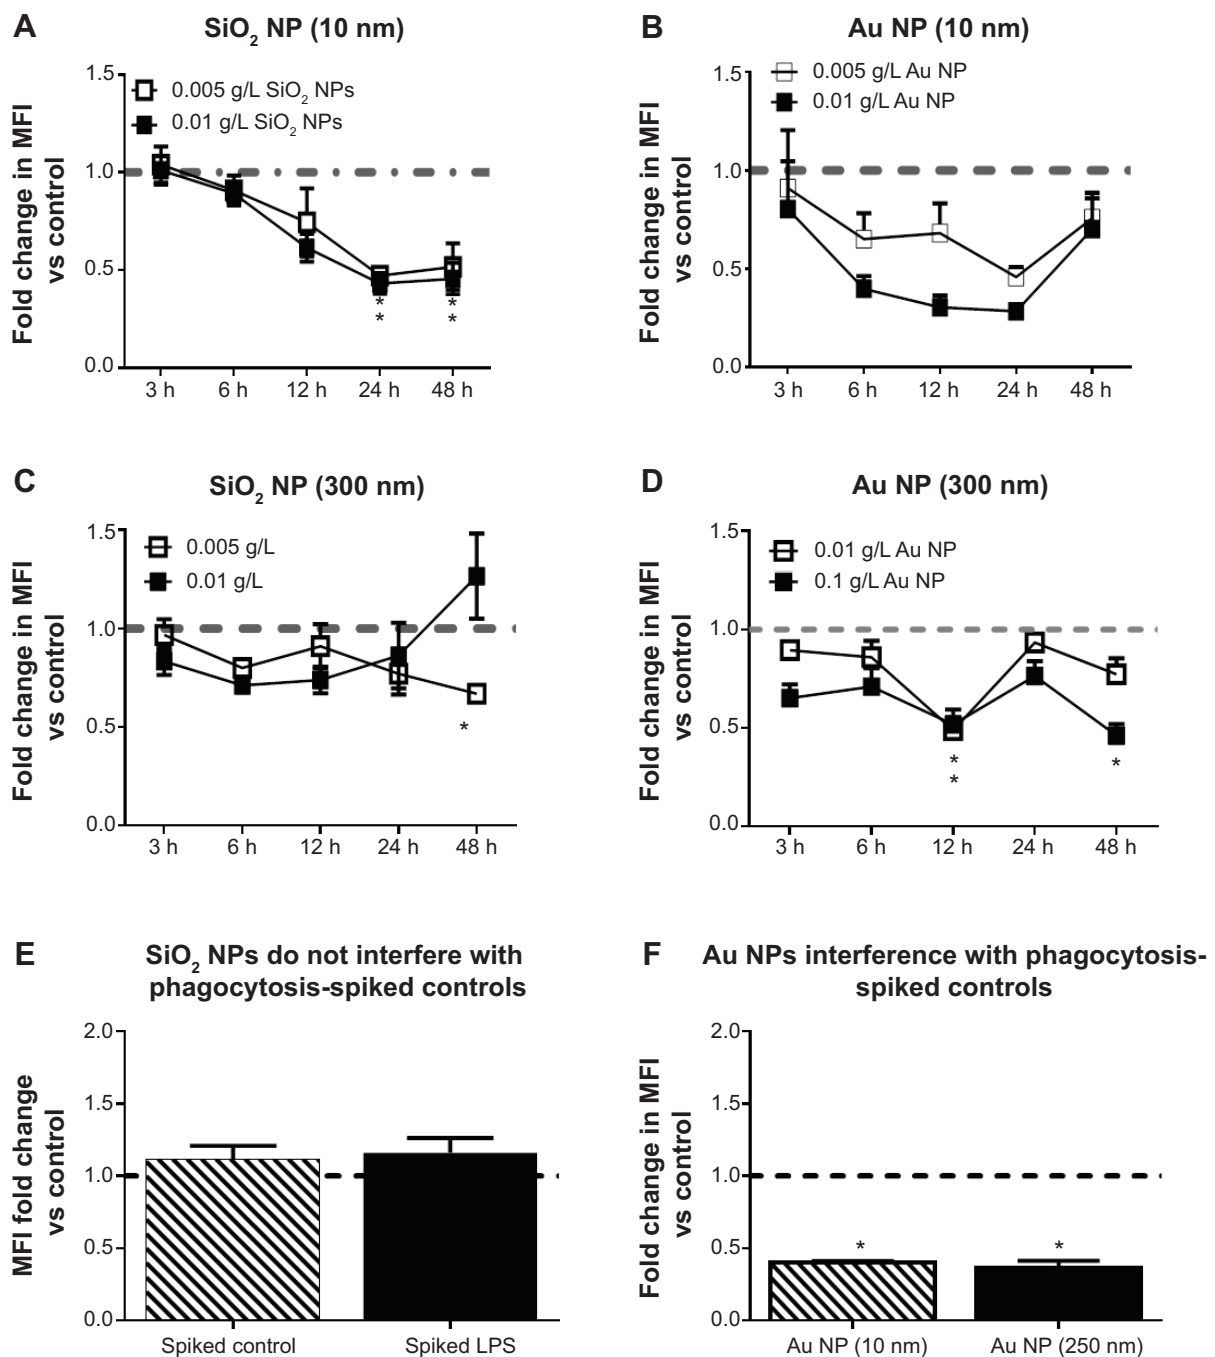 A
SiO2 NP (10 nm)
Fold change in MFI
vs control
1.5
1.0
0.5
0.0
0.005 g/L SiO2 NPs
0.01 g/L SiO2 NPs
*
*
*
*
3 h 6 h 12 h 24 h 48 h
B
Au NP (10 nm)
Fold change in MFI
vs control
1.5
1.0
0.5
0.0
0.005 g/L Au NP
0.01 g/L Au NP
3 h 6 h 12 h 24 h 48 h
C
SiO2 NP (300 nm)
Fold change in MFI
vs control
1.5
1.0
0.5
0.0
0.005 g/L
0.01 g/L
*
3 h 6 h 12 h 24 h 48 h
D
Au NP (300 nm)
Fold change in MFI
vs control
1.5
1.0
0.5
0.0
0.01 g/L Au NP
0.1 g/L Au NP
*
*
*
3 h 6 h 12 h 24 h 48 h
E
SiO2 NPs do not interfere with
phagocytosis-spiked controls
MFI fold change
vs control
2.0
1.5
1.0
0.5
0.0
Spiked control Spiked LPS
F
Au NPs interference with phagocytosis-
spiked controls
Fold change in MFI
vs control
2.0
1.5
1.0
0.5
0.0
* *
Au NP (10 nm) Au NP (250 nm)